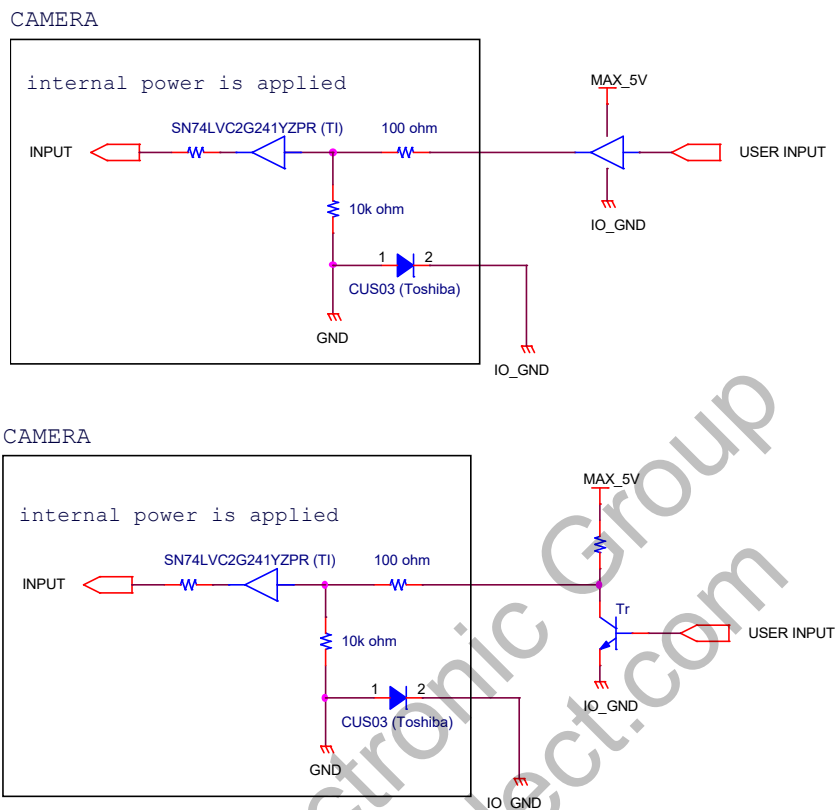 CAMERA
internal power is applied
MAX_5V
SN74LVC2G241YZPR (TI)
100 ohm
INPUT
USER INPUT
10k ohm
IO_GND
1 2
CUS03 (Toshiba)
GND
IO_GND
CAMERA
MAX_5V
internal power is applied
SN74LVC2G241YZPR (TI)
100 ohm
INPUT
Tr
USER INPUT
10k ohm
1 2
IO_GND
CUS03 (Toshiba)
GND
IO_GND
Group